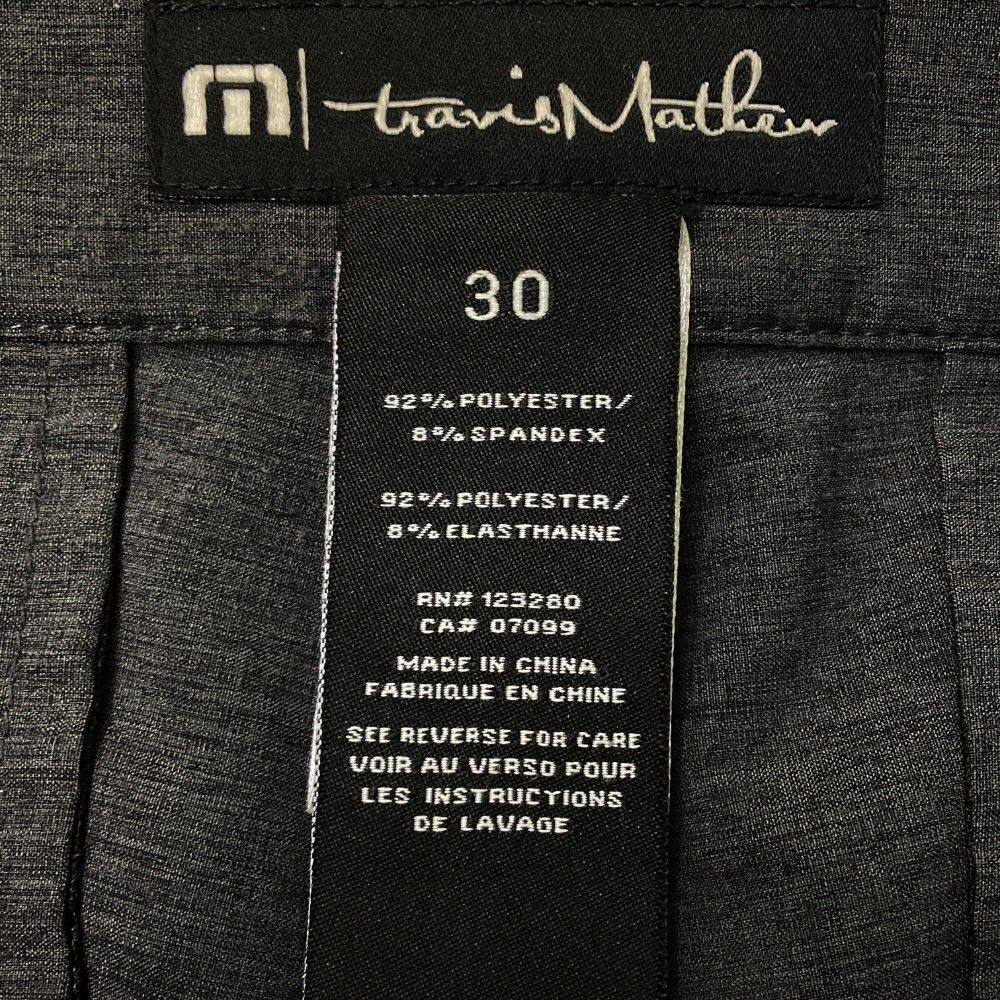 travisMathew
30
92% POLYESTER/
8% SPANDEX
92% POLYESTER/
8% ELASTHANNE
RN# 123280
CA# 07099
MADE IN CHINA
FABRIQUE EN CHINE
SEE REVERSE FOR CARE
VOIR AU VERSO POUR
LES INSTRUCTIONS
DE LAVAGE